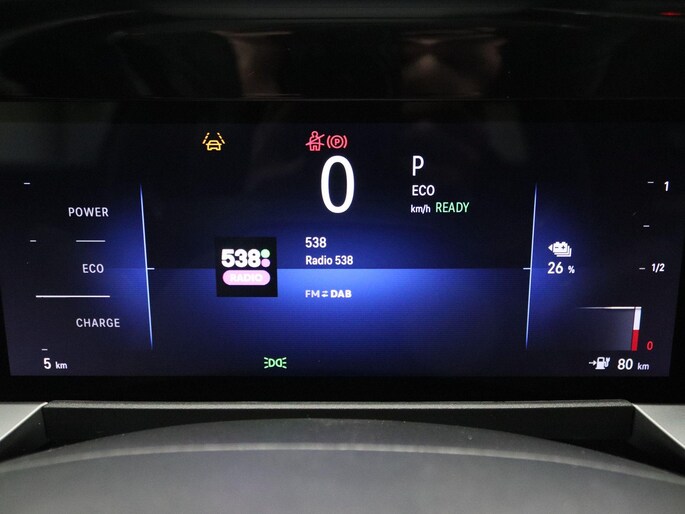 P
0
ECO
km/h READY
POWER
ECO
CHARGE
5 km
538
RADIO
538
Radio 538
FM ⇄ DAB
1
1/2
0
26 %
80 km